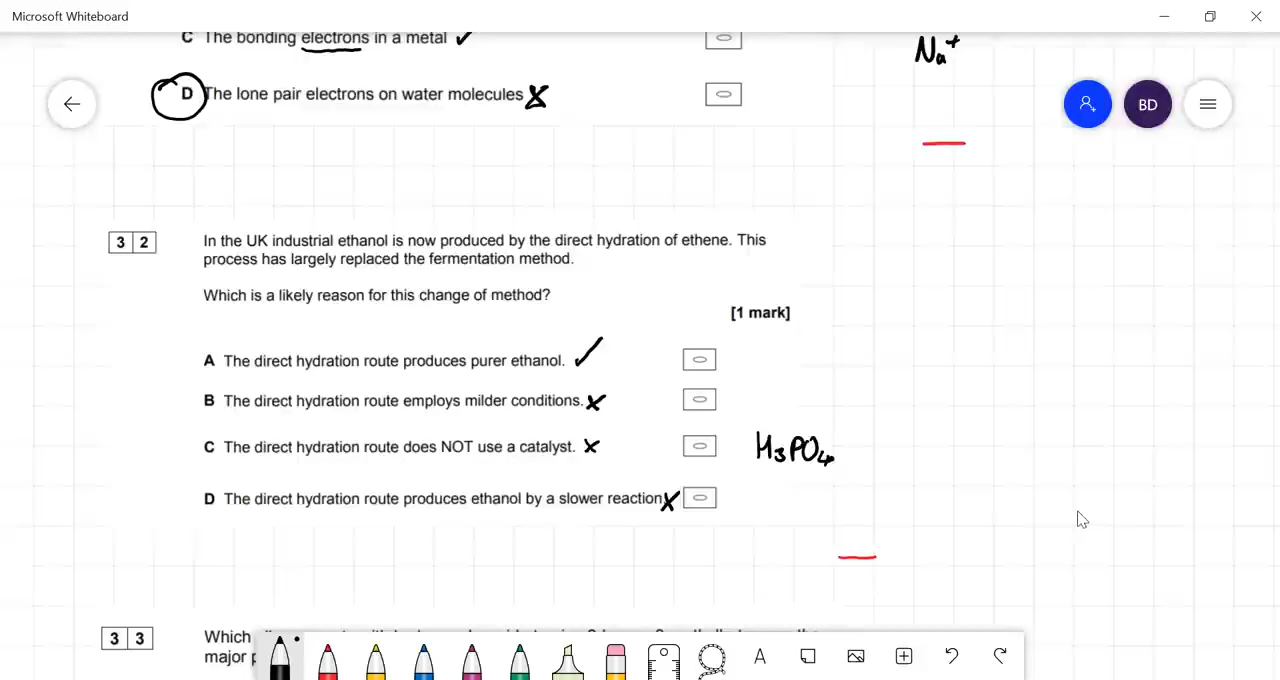 Microsoft Whiteboard
C The bonding electrons in a metal
Na+
D The lone pair electrons on water molecules
BD
3 2
In the UK industrial ethanol is now produced by the direct hydration of ethene. This
process has largely replaced the fermentation method.
Which is a likely reason for this change of method?
[1 mark]
A The direct hydration route produces purer ethanol.
B The direct hydration route employs milder conditions.
C The direct hydration route does NOT use a catalyst.
H3PO4
D The direct hydration route produces ethanol by a slower reaction
3 3
Which
major
A